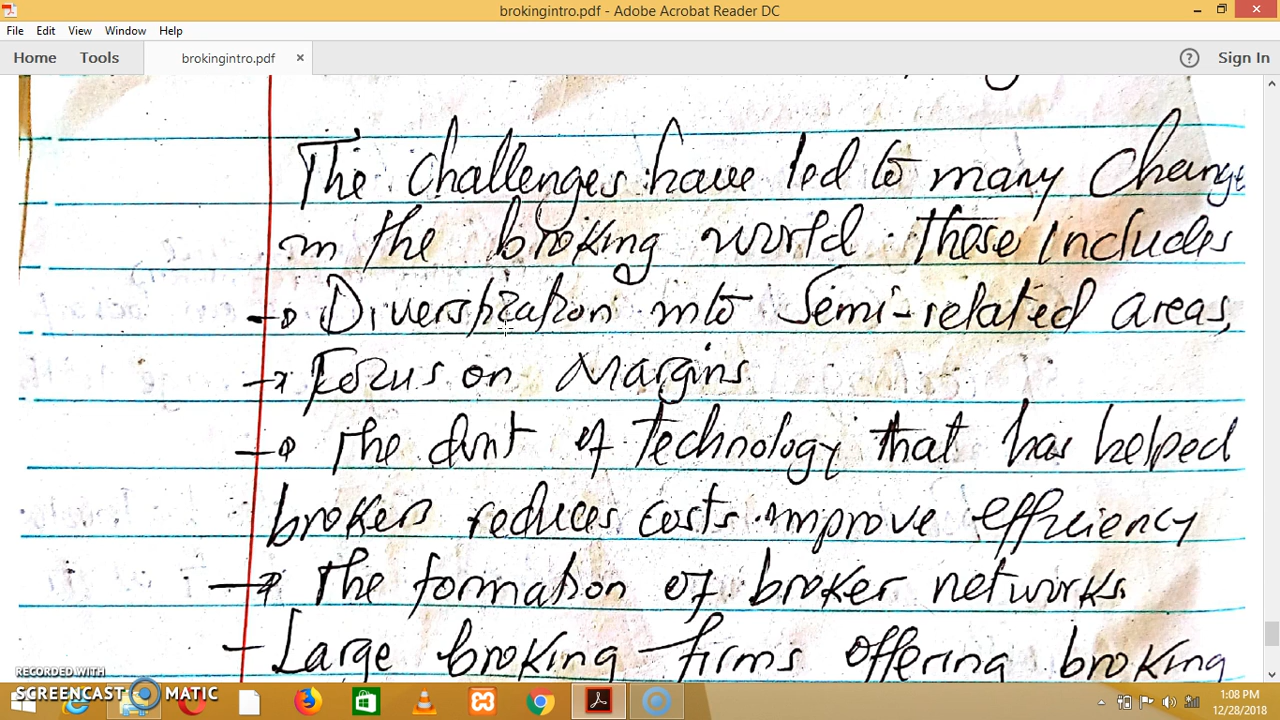 brokingintro.pdf - Adobe Acrobat Reader DC
File Edit View Window Help
Home Tools brokingintro.pdf × ? Sign In
The challenges have led to many Change
in the broking world. These includes
→ Diversification into Semi-related areas,
→ Focus on Margins
→ The of Technology that has helped
brokers reduces costs improve efficiency
→ The formation of broker networks.
- Large broking firms offering broking
RECORDED WITH
SCREENCAST MATIC
1:08 PM
12/28/2018